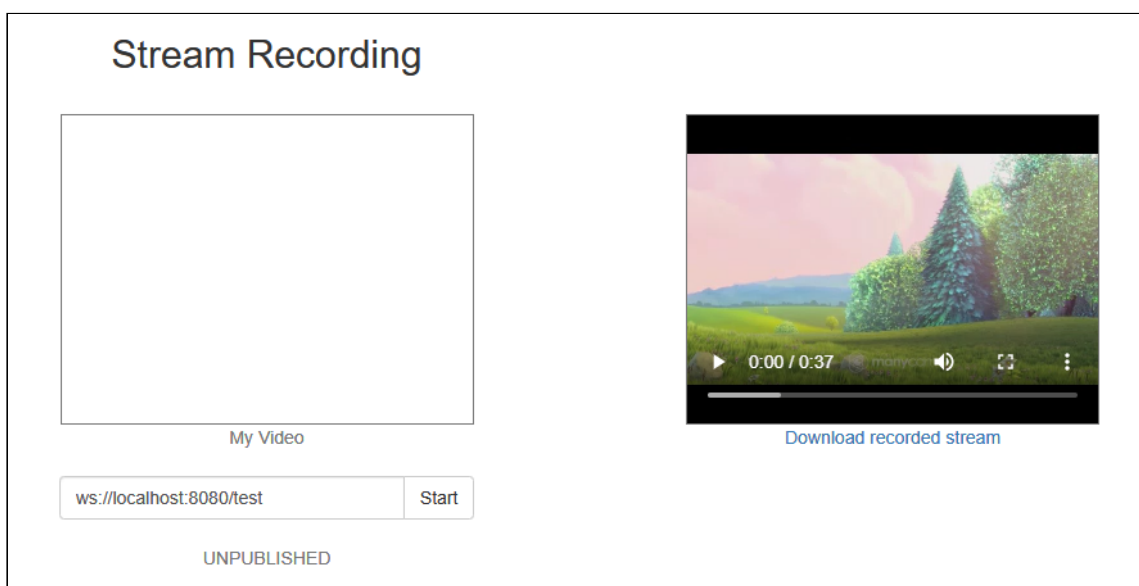 Stream Recording
0:00 / 0:37
My Video
Download recorded stream
ws://localhost:8080/test
Start
UNPUBLISHED